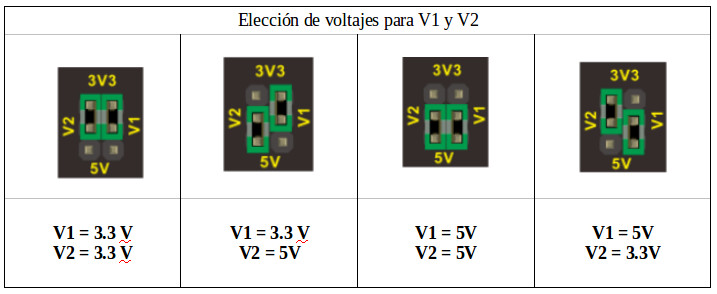 Elección de voltajes para V1 y V2
3V3
V2
V1
5V
3V3
V2
V1
5V
3V3
V2
V1
5V
3V3
V2
V1
5V
V1 = 3.3 V
V2 = 3.3 V
V1 = 3.3 V
V2 = 5V
V1 = 5V
V2 = 5V
V1 = 5V
V2 = 3.3V